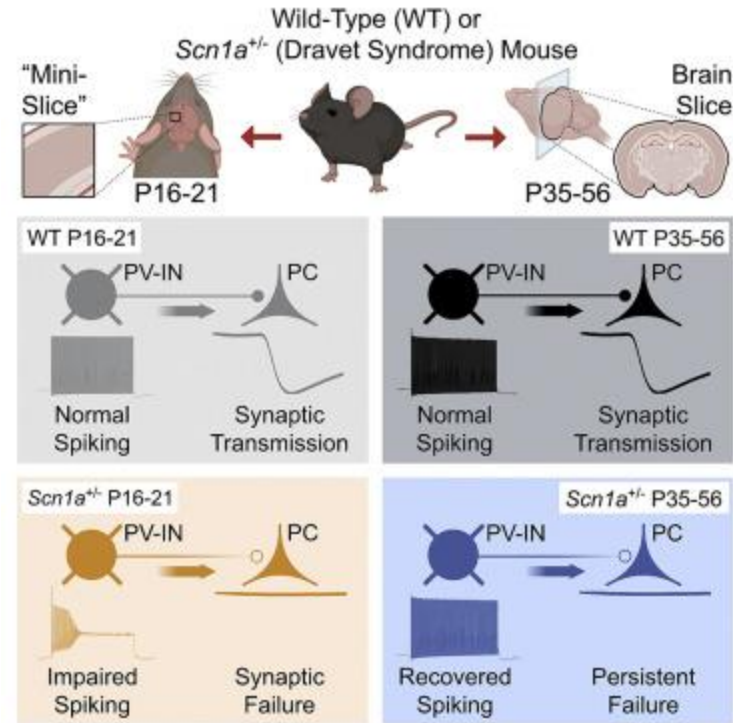 Wild-Type (WT) or
Scn1a+/- (Dravet Syndrome) Mouse
“Mini-
Slice”
P16-21
Brain
Slice
P35-56
WT P16-21
PV-IN
PC
Normal
Spiking
Synaptic
Transmission
WT P35-56
PV-IN
PC
Normal
Spiking
Synaptic
Transmission
Scn1a+/- P16-21
PV-IN
PC
Impaired
Spiking
Synaptic
Failure
Scn1a+/- P35-56
PV-IN
PC
Recovered
Spiking
Persistent
Failure